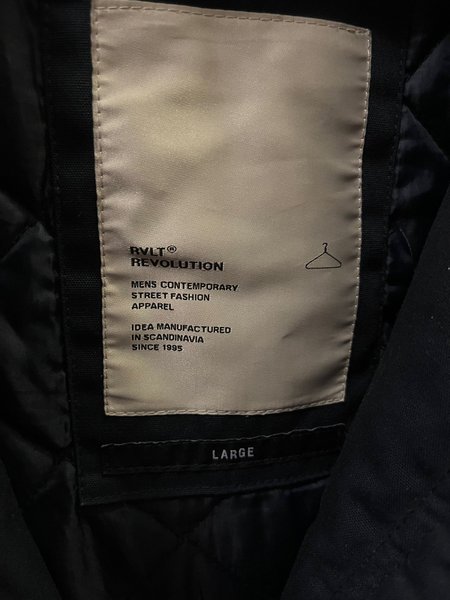 RVLT®
REVOLUTION
MENS CONTEMPORARY
STREET FASHION
APPAREL
IDEA MANUFACTURED
IN SCANDINAVIA
SINCE 1995
LARGE